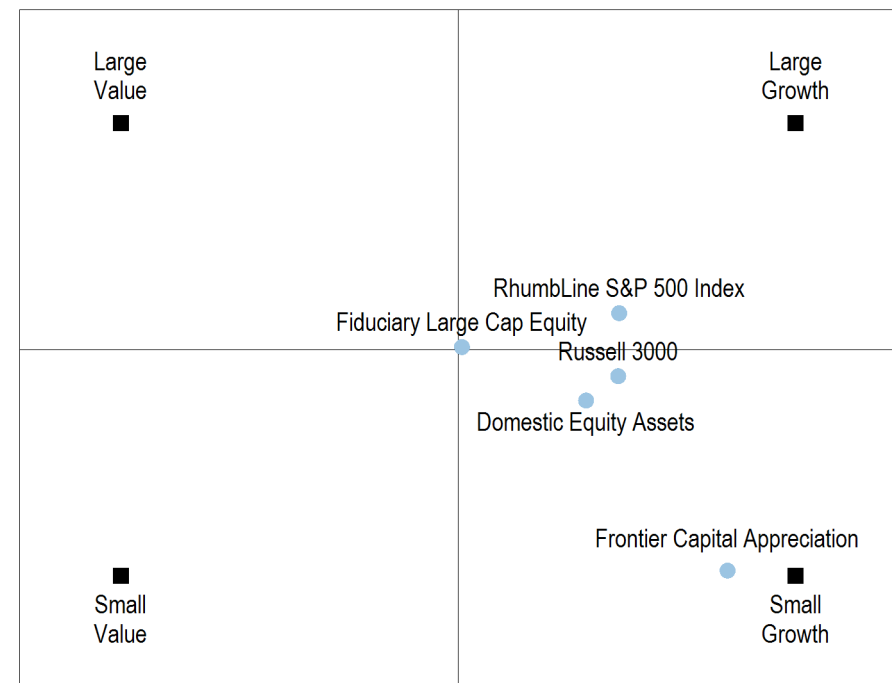 Large
Value
Large
Growth
RhumbLine S&P 500 Index
Fiduciary Large Cap Equity
Russell 3000
Domestic Equity Assets
Frontier Capital Appreciation
Small
Value
Small
Growth